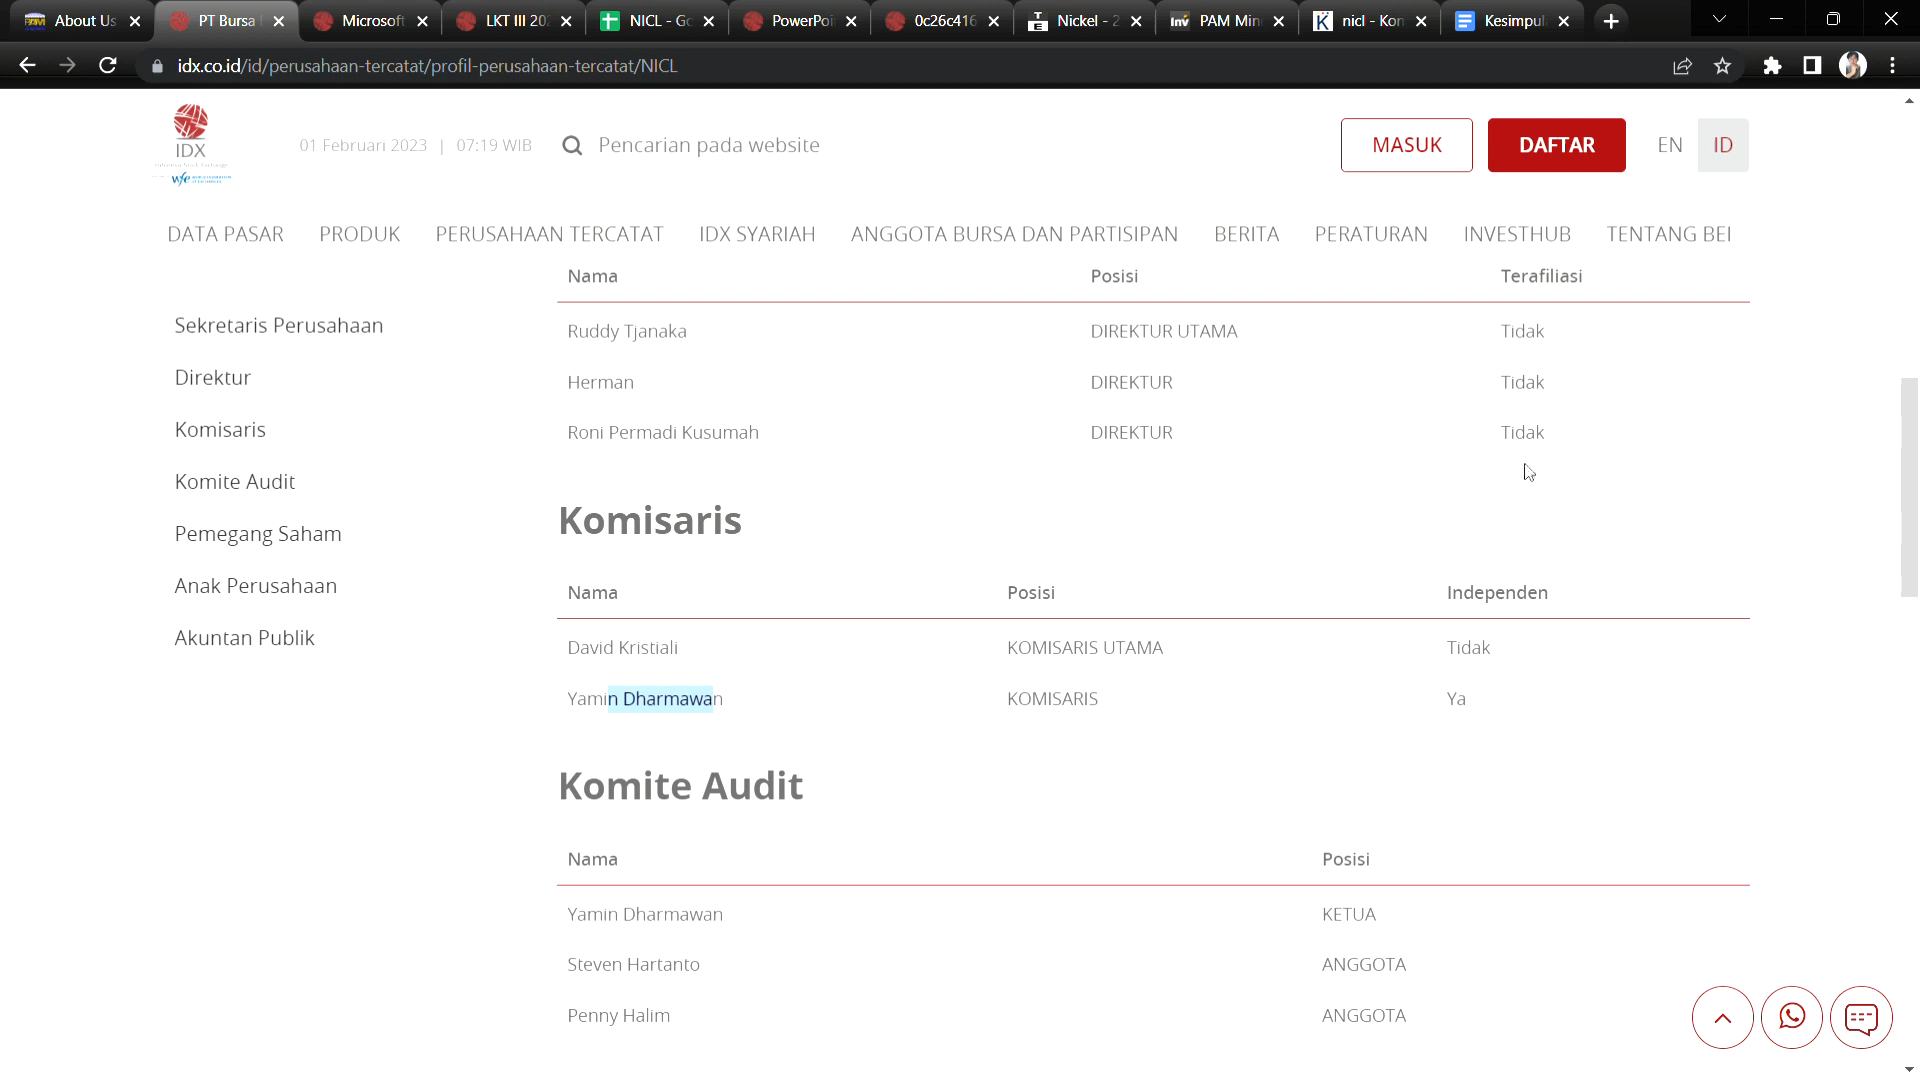 About Us
PT Bursa
Microsoft
LKT III 20
NICL - Go
PowerPoi
0c26c416
Nickel - 2
PAM Min
nicl - Kon
Kesimpul
idx.co.id/id/perusahaan-tercatat/profil-perusahaan-tercatat/NICL
IDX
wfe
01 Februari 2023 | 07:19 WIB
Pencarian pada website
MASUK
DAFTAR
EN
ID
DATA PASAR PRODUK PERUSAHAAN TERCATAT IDX SYARIAH ANGGOTA BURSA DAN PARTISIPAN BERITA PERATURAN INVESTHUB TENTANG BEI
Sekretaris Perusahaan
Direktur
Komisaris
Komite Audit
Pemegang Saham
Anak Perusahaan
Akuntan Publik
Nama Posisi Terafiliasi
Ruddy Tjanaka DIREKTUR UTAMA Tidak
Herman DIREKTUR Tidak
Roni Permadi Kusumah DIREKTUR Tidak
Komisaris
Nama Posisi Independen
David Kristiali KOMISARIS UTAMA Tidak
Yamin Dharmawan KOMISARIS Ya
Komite Audit
Nama Posisi
Yamin Dharmawan KETUA
Steven Hartanto ANGGOTA
Penny Halim ANGGOTA